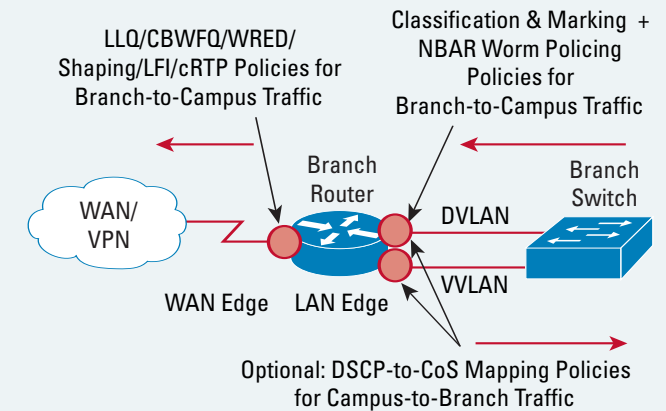 LLQ/CBWFQ/WRED/
Shaping/LFI/cRTP Policies for
Branch-to-Campus Traffic
Classification & Marking +
NBAR Worm Policing
Policies for
Branch-to-Campus Traffic
Branch
Router
Branch
Switch
WAN/
VPN
DVLAN
VVLAN
WAN Edge
LAN Edge
Optional: DSCP-to-CoS Mapping Policies
for Campus-to-Branch Traffic